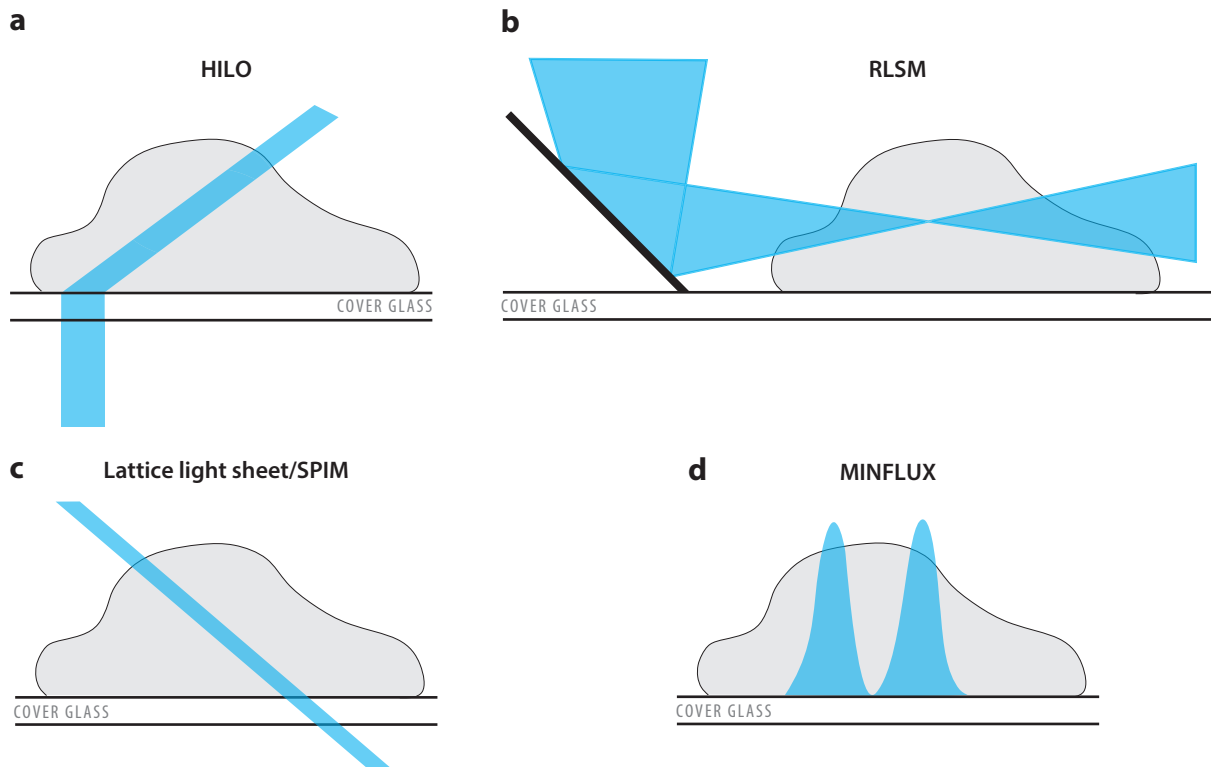 a
HILO
COVER GLASS
b
RLSM
COVER GLASS
c
Lattice light sheet/SPIM
COVER GLASS
d
MINFLUX
COVER GLASS